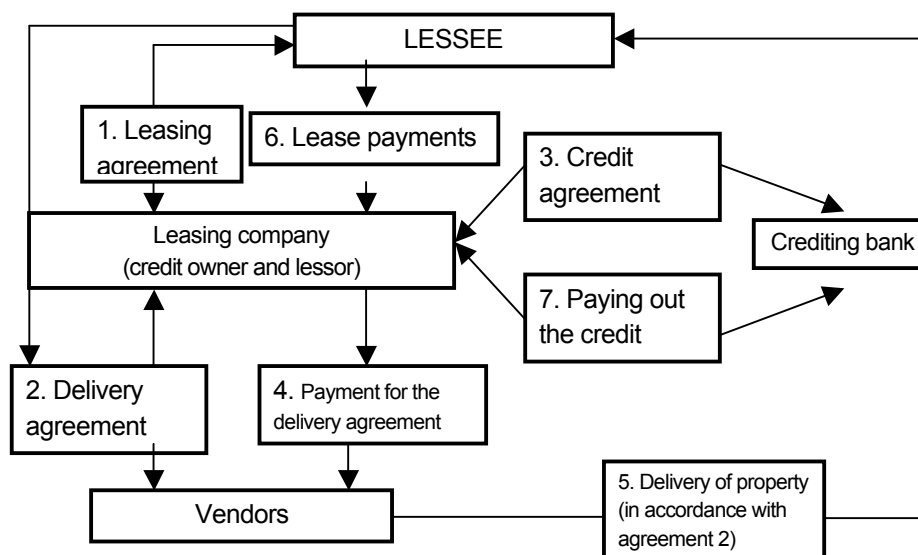 LESSEE
1. Leasing
agreement
6. Lease payments
3. Credit
agreement
Leasing company
(credit owner and lessor)
Crediting bank
7. Paying out
the credit
2. Delivery
agreement
4. Payment for the
delivery agreement
Vendors
5. Delivery of property
(in accordance with
agreement 2)